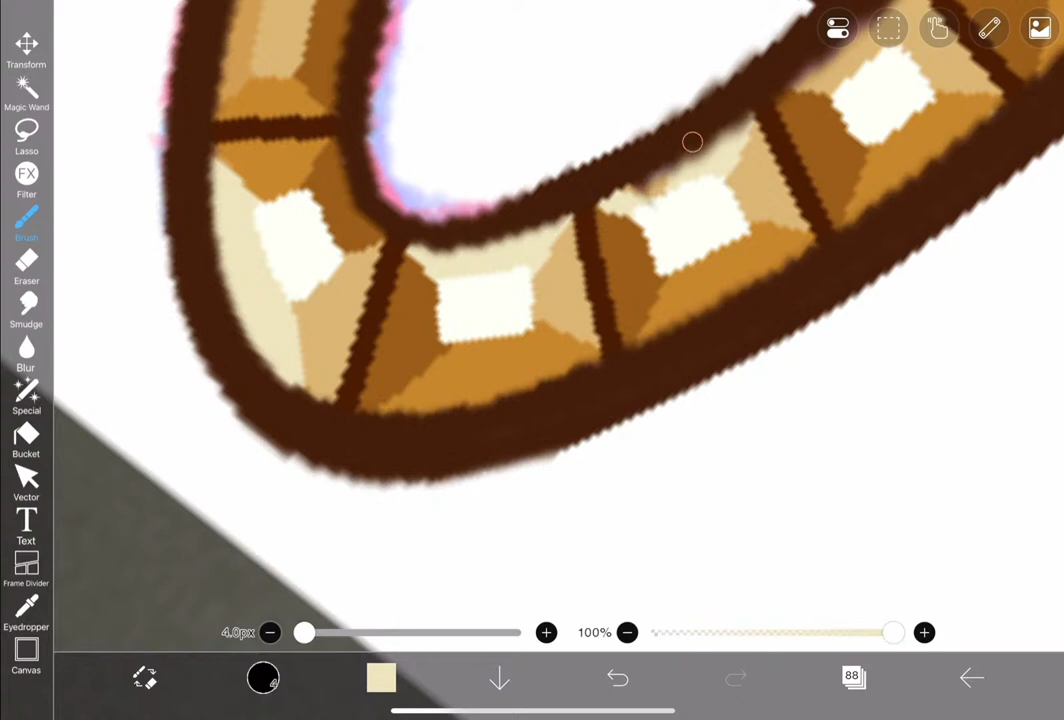 Transform
Magic Wand
Lasso
FX
Filter
Brush
Eraser
Smudge
Blur
Special
Bucket
Vector
T
Text
Frame Divider
Eyedropper
Canvas
4.0px
100%
88